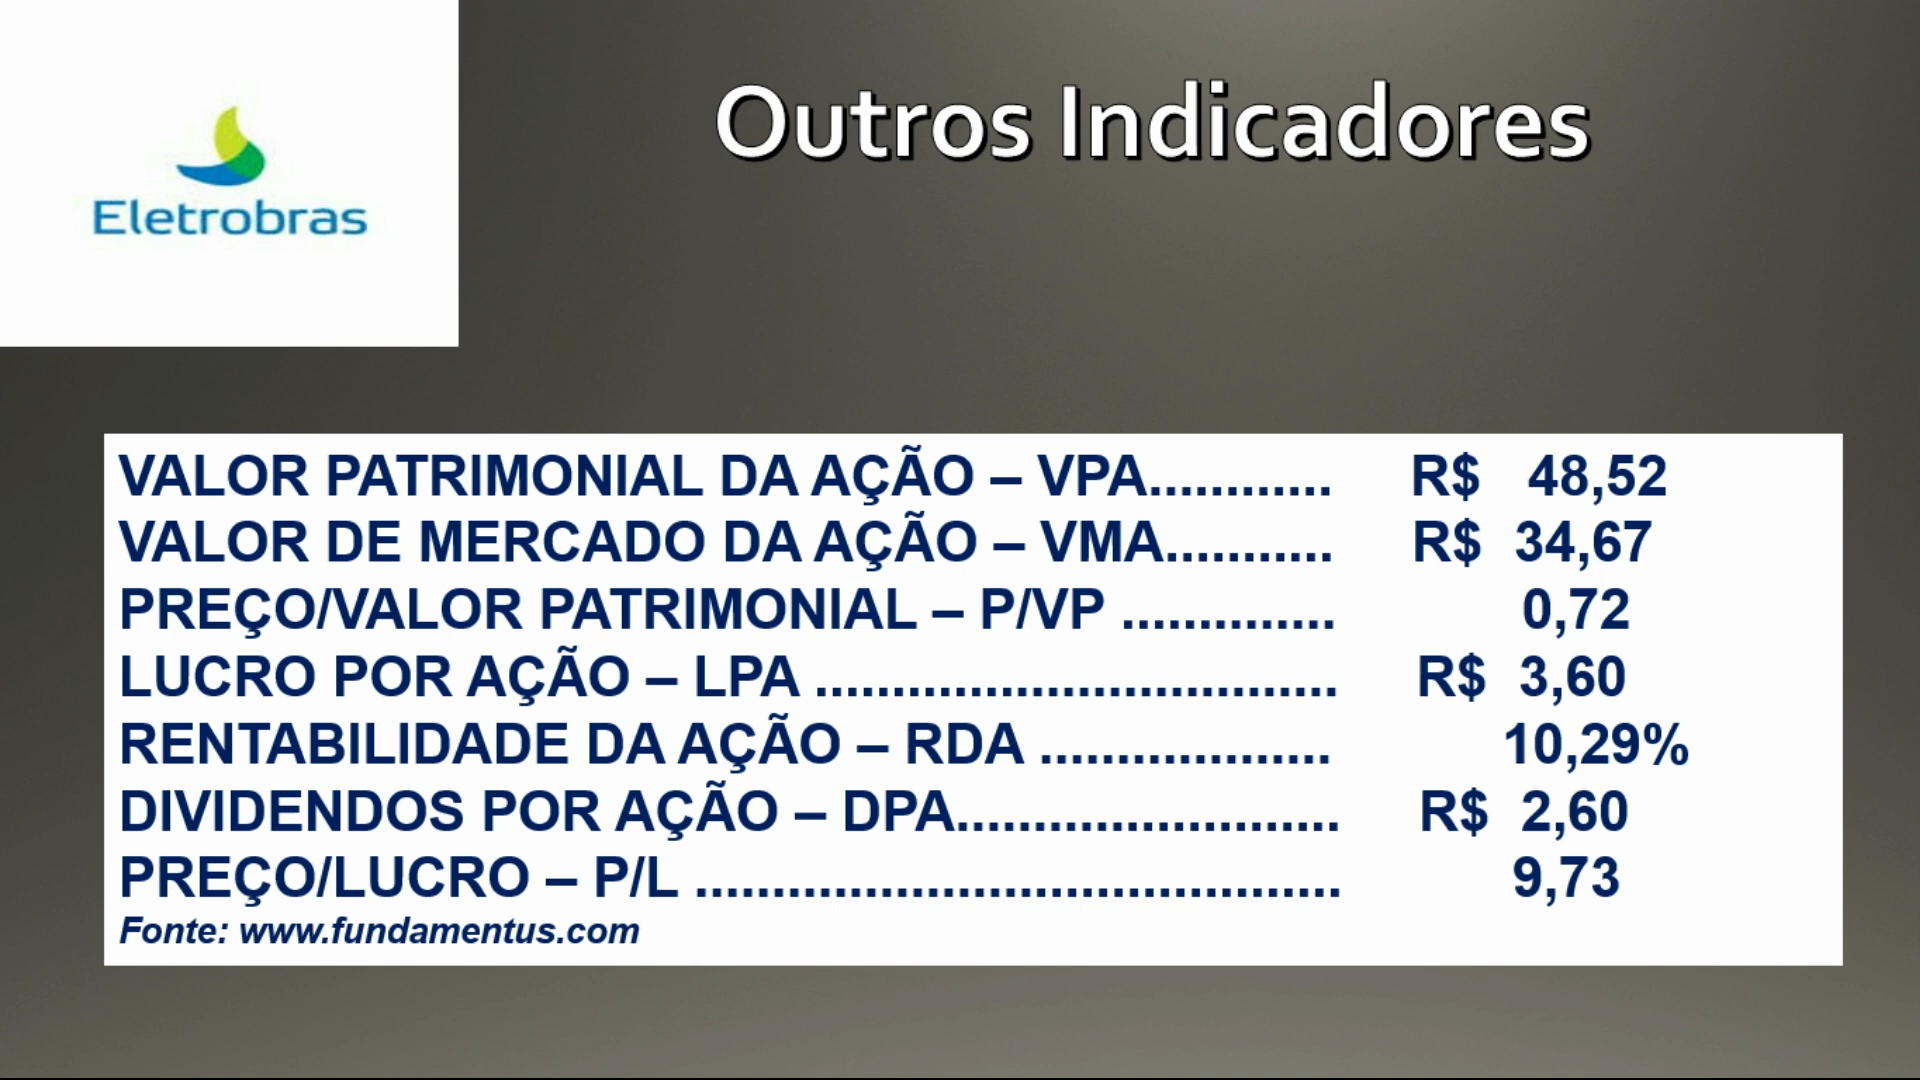 Eletrobras
Outros Indicadores
VALOR PATRIMONIAL DA AÇÃO – VPA............ R$ 48,52
VALOR DE MERCADO DA AÇÃO – VMA........... R$ 34,67
PREÇO/VALOR PATRIMONIAL – P/VP .............. 0,72
LUCRO POR AÇÃO – LPA .................................. R$ 3,60
RENTABILIDADE DA AÇÃO – RDA ................... 10,29%
DIVIDENDOS POR AÇÃO – DPA......................... R$ 2,60
PREÇO/LUCRO – P/L .......................................... 9,73
Fonte: www.fundamentus.com